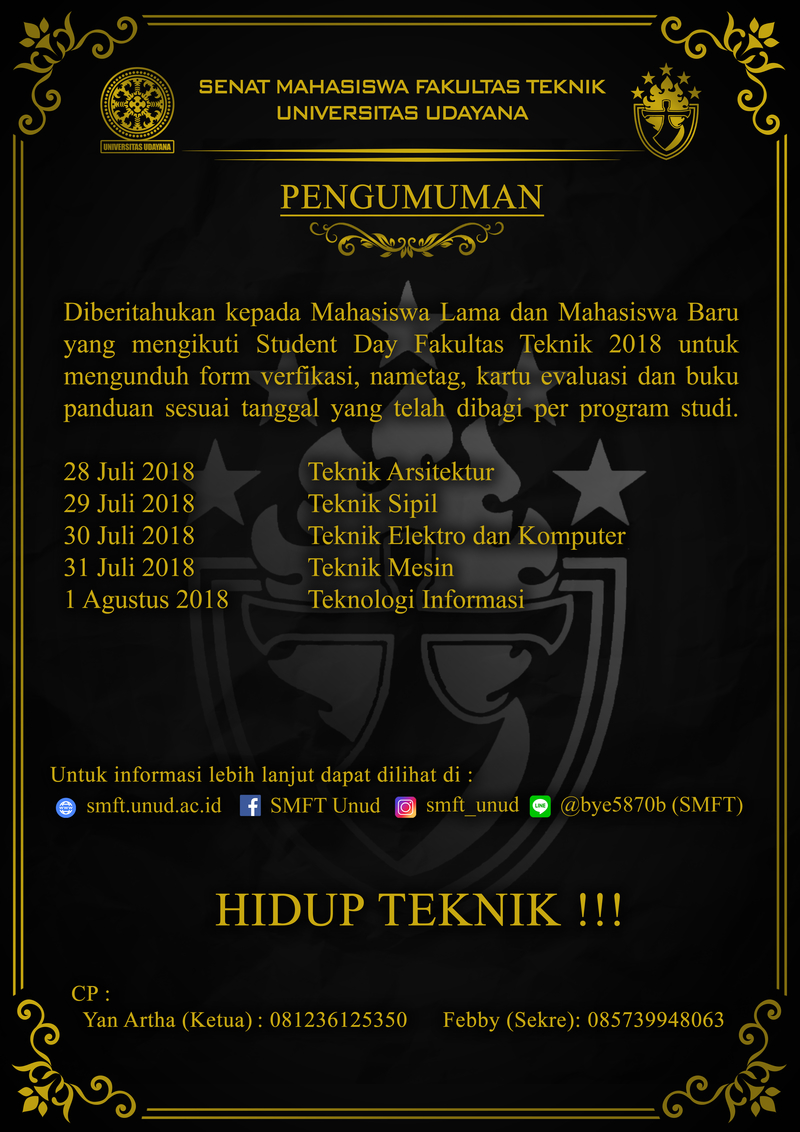 SENAT MAHASISWA FAKULTAS TEKNIK
UNIVERSITAS UDAYANA
UNIVERSITAS UDAYANA
PENGUMUMAN
Diberitahukan kepada Mahasiswa Lama dan Mahasiswa Baru
yang mengikuti Student Day Fakultas Teknik 2018 untuk
mengunduh form verfikasi, nametag, kartu evaluasi dan buku
panduan sesuai tanggal yang telah dibagi per program studi.
28 Juli 2018 Teknik Arsitektur
29 Juli 2018 Teknik Sipil
30 Juli 2018 Teknik Elektro dan Komputer
31 Juli 2018 Teknik Mesin
1 Agustus 2018 Teknologi Informasi
Untuk informasi lebih lanjut dapat dilihat di :
smft.unud.ac.id SMFT Unud smft_unud LINE @bye5870b (SMFT)
HIDUP TEKNIK !!!
CP :
Yan Artha (Ketua) : 081236125350 Febby (Sekre): 085739948063